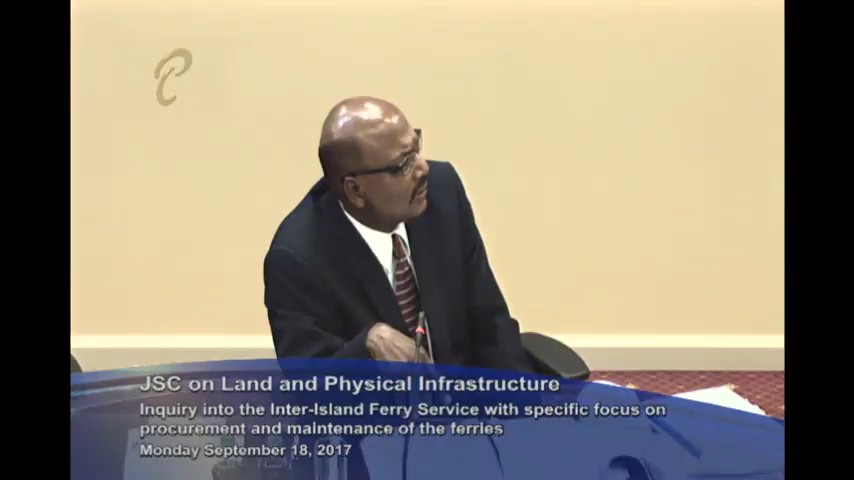 JSC on Land and Physical Infrastructure
Inquiry into the Inter-Island Ferry Service with specific focus on
procurement and maintenance of the ferries
Monday September 18, 2017